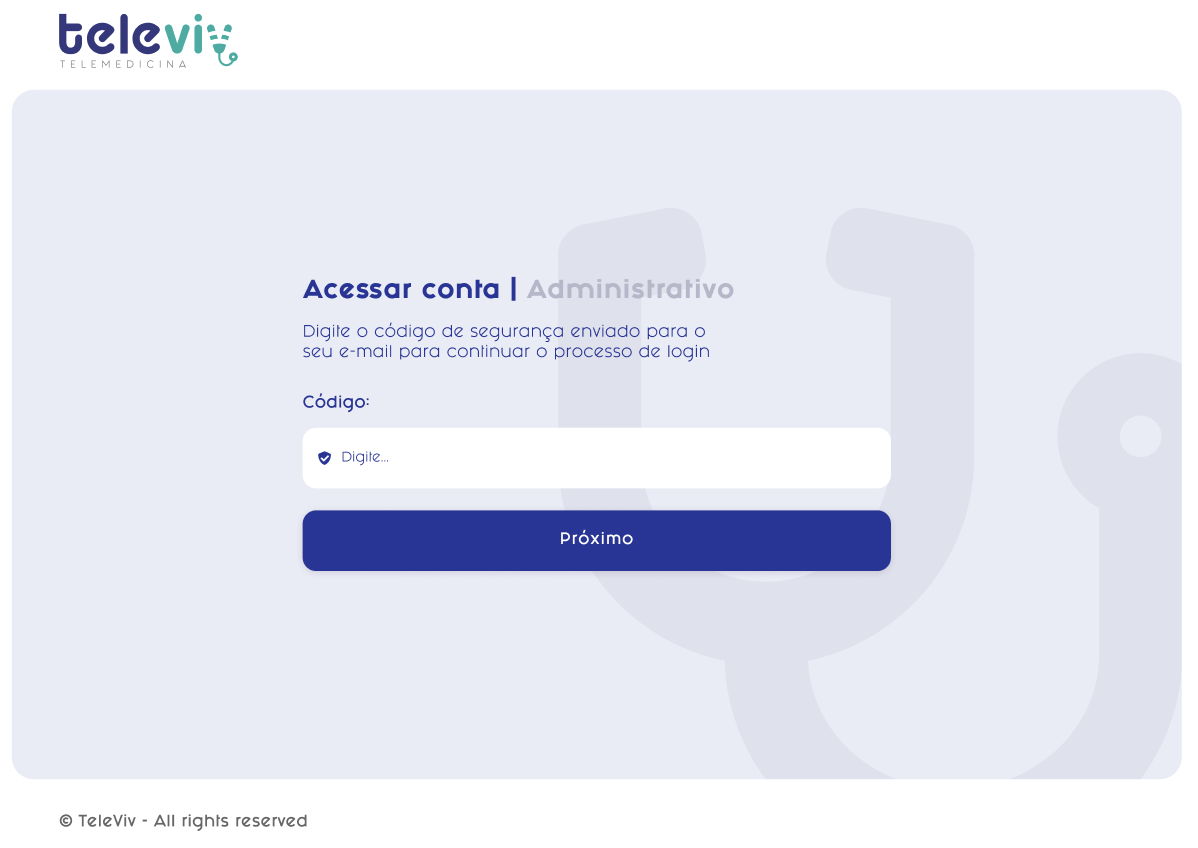 televiv
TELEMEDICINA
Acessar conta | Administrativo
Digite o código de segurança enviado para o
seu e-mail para continuar o processo de login
Código:
Digite...
Próximo
© TeleViv - All rights reserved